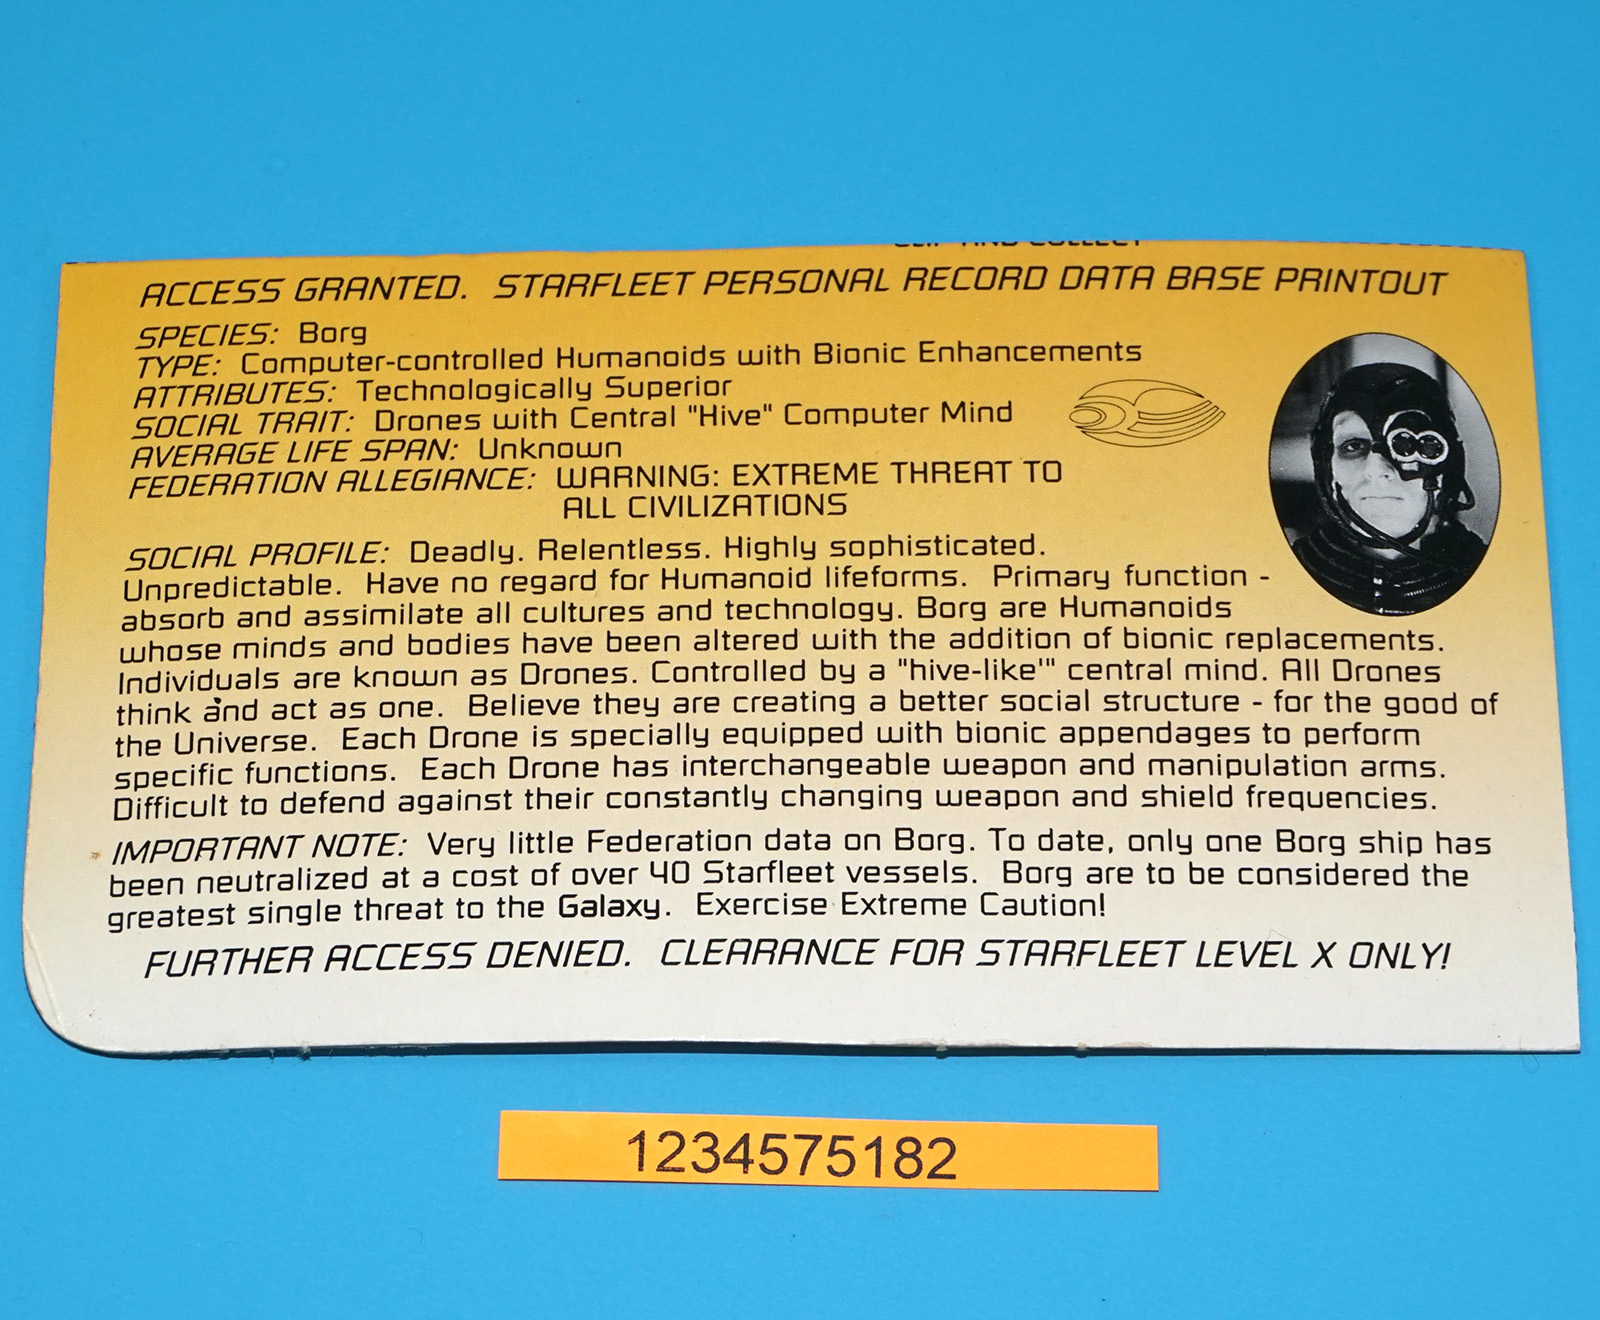 CLIP AND COLLECT
ACCESS GRANTED. STARFLEET PERSONAL RECORD DATA BASE PRINTOUT
SPECIES: Borg
TYPE: Computer-controlled Humanoids with Bionic Enhancements
ATTRIBUTES: Technologically Superior
SOCIAL TRAIT: Drones with Central "Hive" Computer Mind
AVERAGE LIFE SPAN: Unknown
FEDERATION ALLEGIANCE: WARNING: EXTREME THREAT TO
ALL CIVILIZATIONS
SOCIAL PROFILE: Deadly. Relentless. Highly sophisticated.
Unpredictable. Have no regard for Humanoid lifeforms. Primary function -
absorb and assimilate all cultures and technology. Borg are Humanoids
whose minds and bodies have been altered with the addition of bionic replacements.
Individuals are known as Drones. Controlled by a "hive-like'" central mind. All Drones
think and act as one. Believe they are creating a better social structure - for the good of
the Universe. Each Drone is specially equipped with bionic appendages to perform
specific functions. Each Drone has interchangeable weapon and manipulation arms.
Difficult to defend against their constantly changing weapon and shield frequencies.
IMPORTANT NOTE: Very little Federation data on Borg. To date, only one Borg ship has
been neutralized at a cost of over 40 Starfleet vessels. Borg are to be considered the
greatest single threat to the Galaxy. Exercise Extreme Caution!
FURTHER ACCESS DENIED. CLEARANCE FOR STARFLEET LEVEL X ONLY!
1234575182